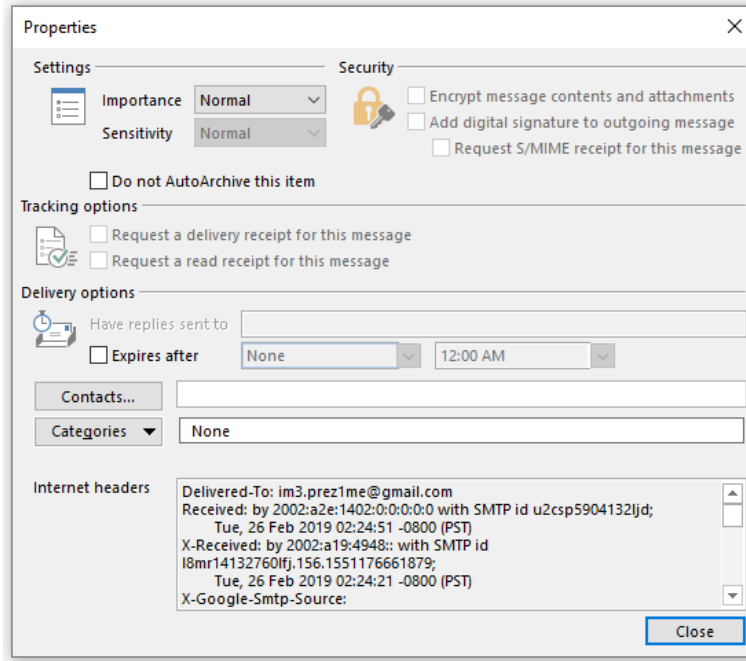 Properties
Settings
Security
Importance Normal
Sensitivity Normal
Encrypt message contents and attachments
Add digital signature to outgoing message
Request S/MIME receipt for this message
Do not AutoArchive this item
Tracking options
Request a delivery receipt for this message
Request a read receipt for this message
Delivery options
Have replies sent to
Expires after None 12:00 AM
Contacts...
Categories None
Internet headers
Delivered-To: im3.prez1me@gmail.com
Received: by 2002:a2e:1402:0:0:0:0:0 with SMTP id u2csp5904132ljd;
Tue, 26 Feb 2019 02:24:51 -0800 (PST)
X-Received: by 2002:a19:4948:: with SMTP id
l8mr14132760lfj.156.1551176661879;
Tue, 26 Feb 2019 02:24:21 -0800 (PST)
X-Google-Smtp-Source:
Close